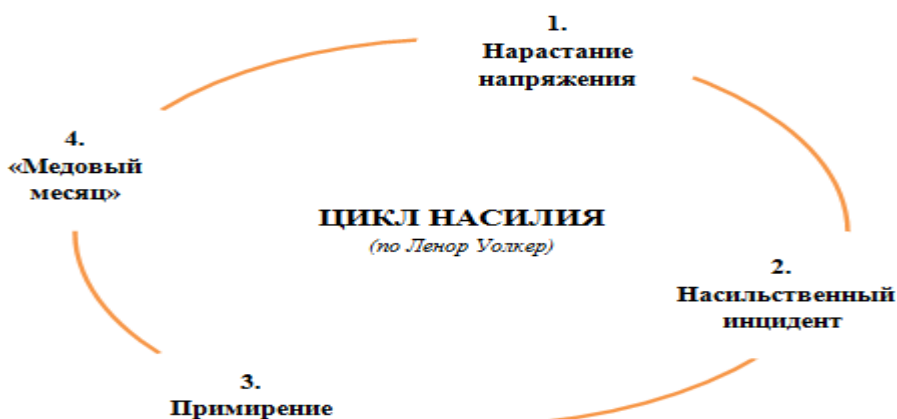 1.
Нарастание
напряжения
4.
«Медовый
месяц»
ЦИКЛ НАСИЛИЯ
(по Ленор Уолкер)
2.
Насильственный
инцидент
3.
Примирение